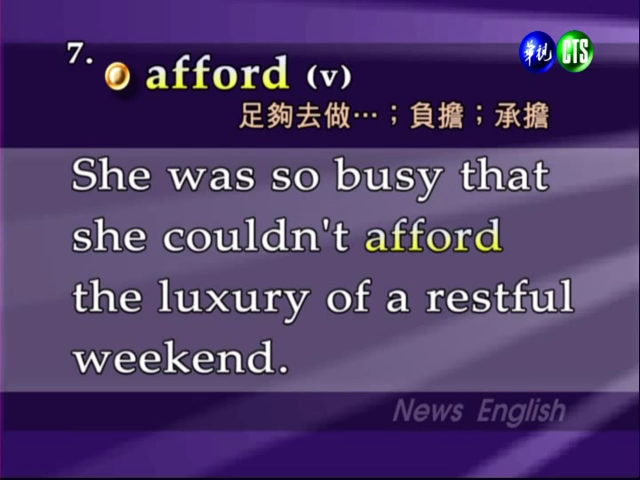 華視 CTS
7. afford (v)
足夠去做…；負擔；承擔
She was so busy that
she couldn't afford
the luxury of a restful
weekend.
News English